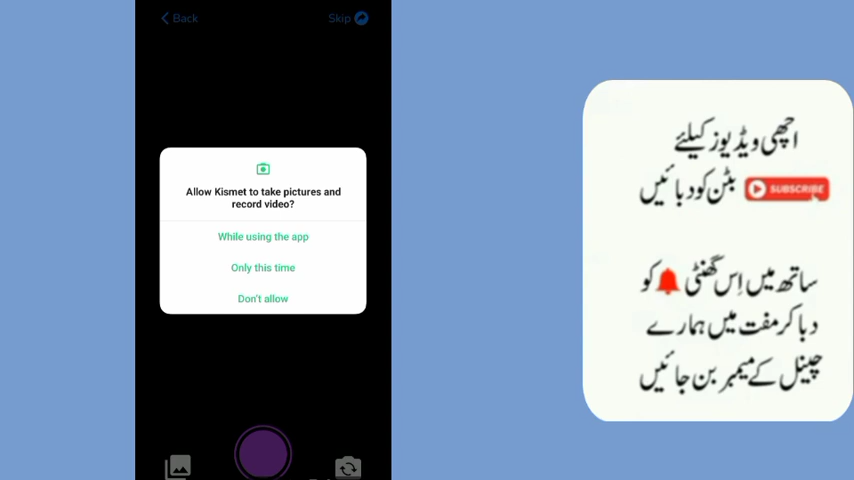 Back
Skip
Allow Kismet to take pictures and
record video?
While using the app
Only this time
Don't allow
اچھی ویڈیوز کیلئے
SUBSCRIBE بٹن کو دبائیں
ساتھ میں اِس گھنٹی کو
دبا کر مفت میں ہمارے
چینل کے میمبر بن جائیں